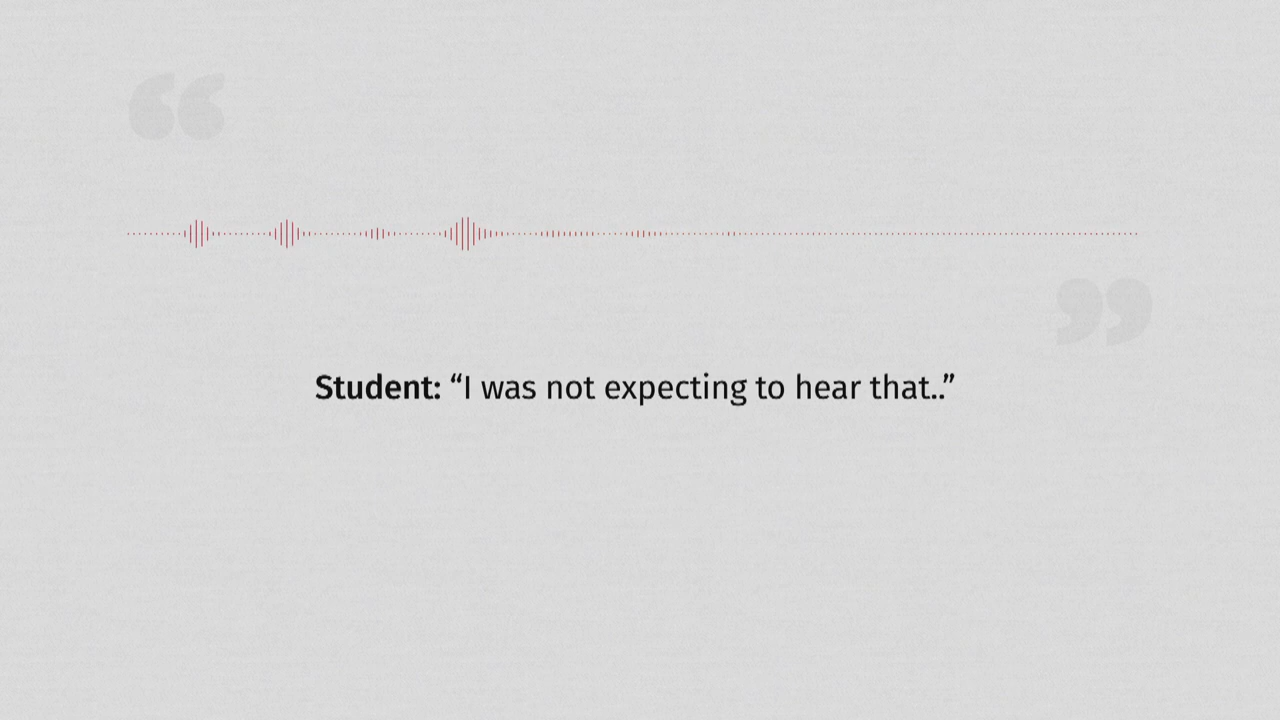 Student: “I was not expecting to hear that..”